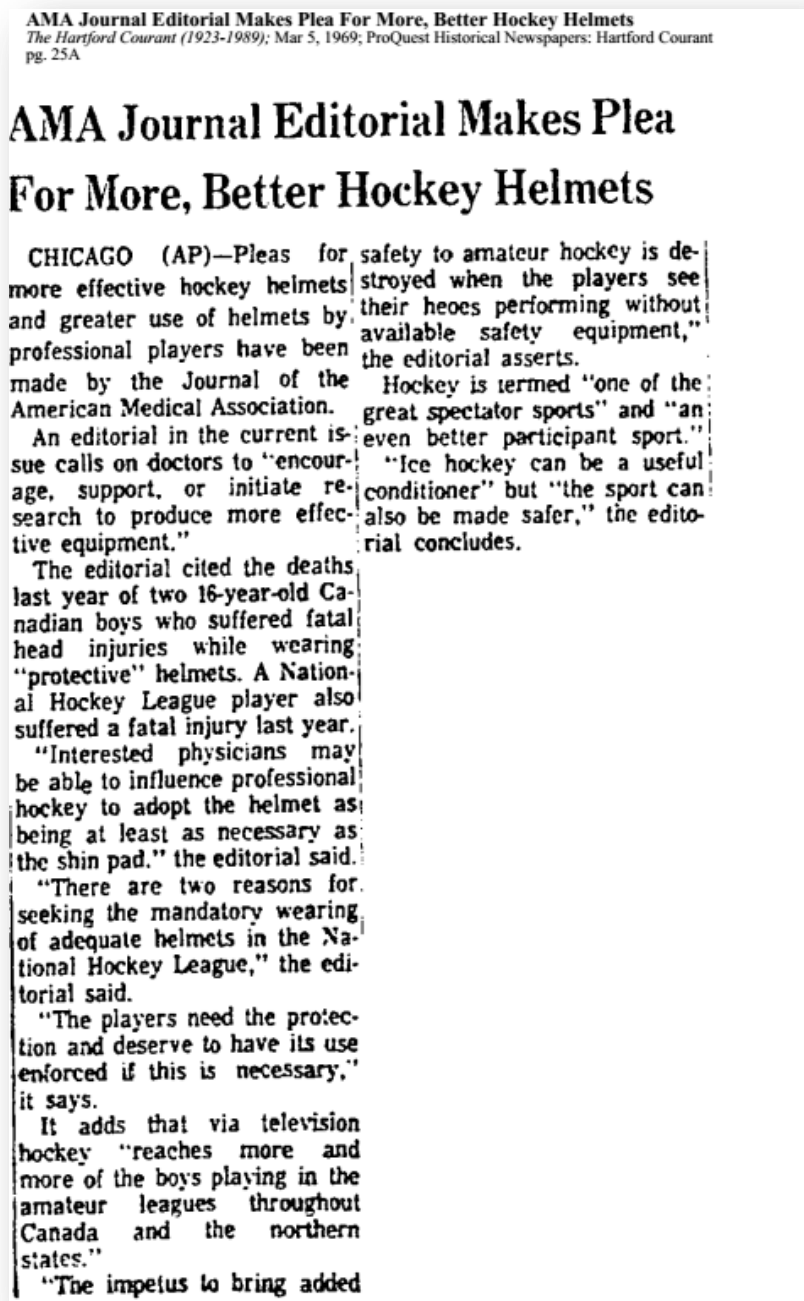 AMA Journal Editorial Makes Plea For More, Better Hockey Helmets
The Hartford Courant (1923-1989); Mar 5, 1969; ProQuest Historical Newspapers: Hartford Courant
pg. 25A
AMA Journal Editorial Makes Plea
For More, Better Hockey Helmets
CHICAGO (AP)—Pleas for
more effective hockey helmets
and greater use of helmets by
professional players have been
made by the Journal of the
American Medical Association.
An editorial in the current is-
sue calls on doctors to "encour-
age, support, or initiate re-
search to produce more effec-
tive equipment."
The editorial cited the deaths
last year of two 16-year-old Ca-
nadian boys who suffered fatal
head injuries while wearing
"protective" helmets. A Nation-
al Hockey League player also
suffered a fatal injury last year.
"Interested physicians may
be able to influence professional
hockey to adopt the helmet as
being at least as necessary as
the shin pad." the editorial said.
"There are two reasons for
seeking the mandatory wearing
of adequate helmets in the Na-
tional Hockey League," the edi-
torial said.
"The players need the protec-
tion and deserve to have its use
enforced if this is necessary,"
it says.
It adds that via television
hockey "reaches more and
more of the boys playing in the
amateur leagues throughout
Canada and the northern
states."
"The impetus to bring added
safety to amateur hockey is de-
stroyed when the players see
their heoes performing without
available safety equipment,"
the editorial asserts.
Hockey is termed "one of the
great spectator sports" and "an
even better participant sport."
"Ice hockey can be a useful
conditioner" but "the sport can
also be made safer," the edito-
rial concludes.